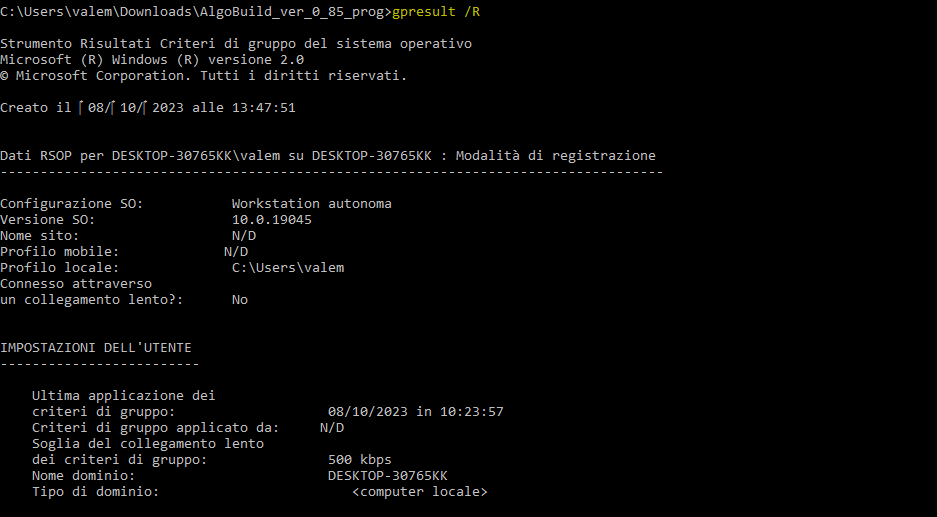 C:\Users\valem\Downloads\AlgoBuild_ver_0_85_prog>gpresult /R
Strumento Risultati Criteri di gruppo del sistema operativo
Microsoft (R) Windows (R) versione 2.0
© Microsoft Corporation. Tutti i diritti riservati.
Creato il 08/10/2023 alle 13:47:51
Dati RSOP per DESKTOP-30765KK\valem su DESKTOP-30765KK : Modalità di registrazione
--------------------------------------------------------------------------------
Configurazione SO: Workstation autonoma
Versione SO: 10.0.19045
Nome sito: N/D
Profilo mobile: N/D
Profilo locale: C:\Users\valem
Connesso attraverso
un collegamento lento?: No
IMPOSTAZIONI DELL'UTENTE
-------------------------
Ultima applicazione dei
criteri di gruppo: 08/10/2023 in 10:23:57
Criteri di gruppo applicato da: N/D
Soglia del collegamento lento
dei criteri di gruppo: 500 kbps
Nome dominio: DESKTOP-30765KK
Tipo di dominio: <computer locale>